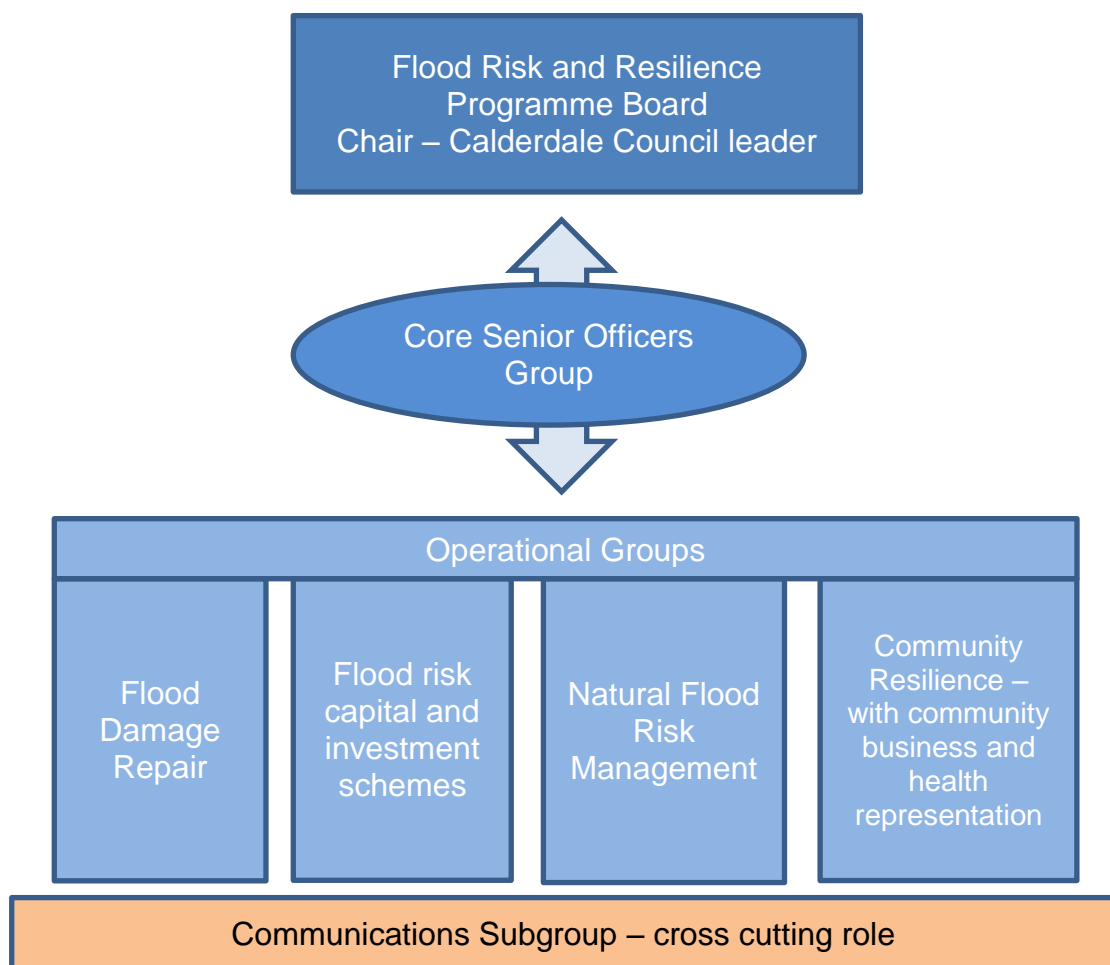 Flood Risk and Resilience
Programme Board
Chair – Calderdale Council leader
Core Senior Officers
Group
Operational Groups
Flood
Damage
Repair
Flood risk
capital and
investment
schemes
Natural Flood
Risk
Management
Community
Resilience –
with community
business and
health
representation
Communications Subgroup – cross cutting role